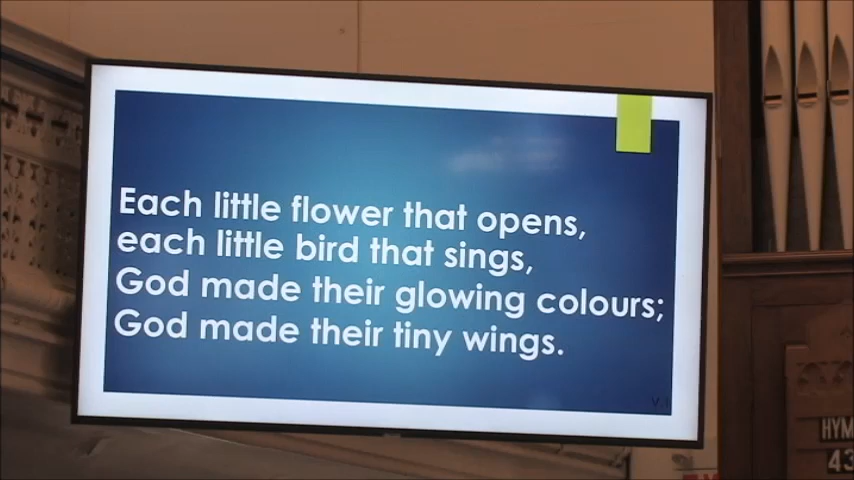 Each little flower that opens,
each little bird that sings,
God made their glowing colours;
God made their tiny wings.
V.1
HYM
43